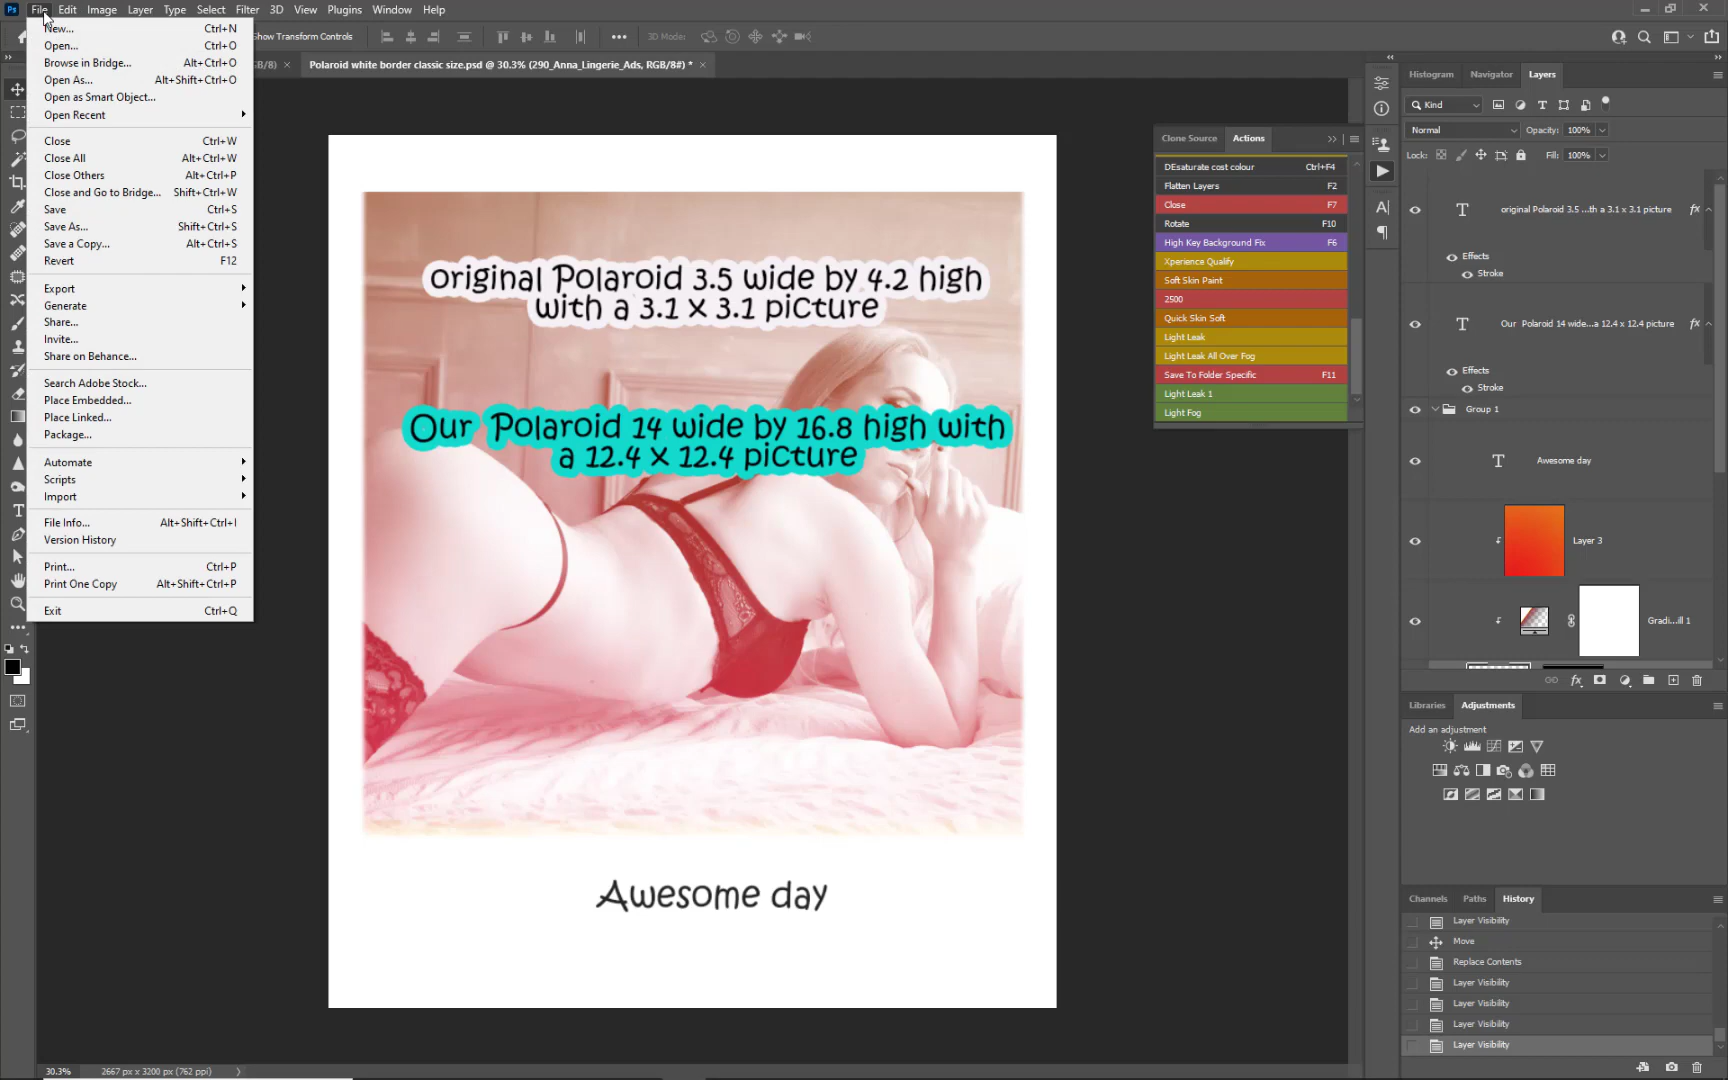 Ps File Edit Image Layer Type Select Filter 3D View Plugins Window Help
Show Transform Controls 3D Mode:
GB/8) × Polaroid white border classic size.psd @ 30.3% (290_Anna_Lingerie_Ads, RGB/8#) * ×
New... Ctrl+N
Open... Ctrl+O
Browse in Bridge... Alt+Ctrl+O
Open As... Alt+Shift+Ctrl+O
Open as Smart Object...
Open Recent
Close Ctrl+W
Close All Alt+Ctrl+W
Close Others Alt+Ctrl+P
Close and Go to Bridge... Shift+Ctrl+W
Save Ctrl+S
Save As... Shift+Ctrl+S
Save a Copy... Alt+Ctrl+S
Revert F12
Export
Generate
Share...
Invite...
Share on Behance...
Search Adobe Stock...
Place Embedded...
Place Linked...
Package...
Automate
Scripts
Import
File Info... Alt+Shift+Ctrl+I
Version History
Print... Ctrl+P
Print One Copy Alt+Shift+Ctrl+P
Exit Ctrl+Q
original Polaroid 3.5 wide by 4.2 high
with a 3.1 x 3.1 picture
Our Polaroid 14 wide by 16.8 high with
a 12.4 x 12.4 picture
Awesome day
Clone Source Actions
DEsaturate cost colour Ctrl+F4
Flatten Layers F2
Close F7
Rotate F10
High Key Background Fix F6
Xperience Qualify
Soft Skin Paint
2500
Quick Skin Soft
Light Leak
Light Leak All Over Fog
Save To Folder Specific F11
Light Leak 1
Light Fog
Histogram Navigator Layers
Kind
Normal Opacity: 100%
Lock: Fill: 100%
original Polaroid 3.5 ...th a 3.1 x 3.1 picture fx
Effects
Stroke
Our Polaroid 14 wide...a 12.4 x 12.4 picture fx
Effects
Stroke
Group 1
Awesome day
Layer 3
Gradi...ill 1
Libraries Adjustments
Add an adjustment
Channels Paths History
Layer Visibility
Move
Replace Contents
Layer Visibility
Layer Visibility
Layer Visibility
Layer Visibility
30.3% 2667 px x 3200 px (762 ppi)